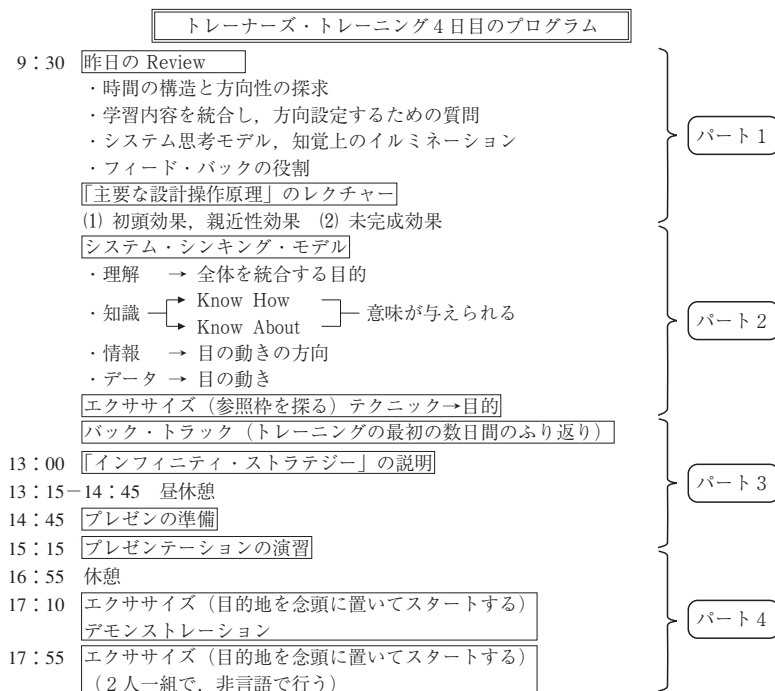 トレーナーズ・トレーニング4日目のプログラム
9:30 昨日の Review
・時間の構造と方向性の探求
・学習内容を統合し，方向設定するための質問
・システム思考モデル，知覚上のイルミネーション
・フィード・バックの役割
パート1
「主要な設計操作原理」のレクチャー
(1) 初頭効果，親近性効果 (2) 未完成効果
システム・シンキング・モデル
・理解 → 全体を統合する目的
・知識
Know How
Know About
意味が与えられる
・情報 → 目の動きの方向
・データ → 目の動き
パート2
エクササイズ（参照枠を探る）テクニック→目的
バック・トラック（トレーニングの最初の数日間のふり返り）
13:00 「インフィニティ・ストラテジー」の説明
13:15−14:45 昼休憩
パート3
14:45 プレゼンの準備
15:15 プレゼンテーションの演習
16:55 休憩
17:10 エクササイズ（目的地を念頭に置いてスタートする）
デモンストレーション
パート4
17:55 エクササイズ（目的地を念頭に置いてスタートする）
（2人一組で，非言語で行う）